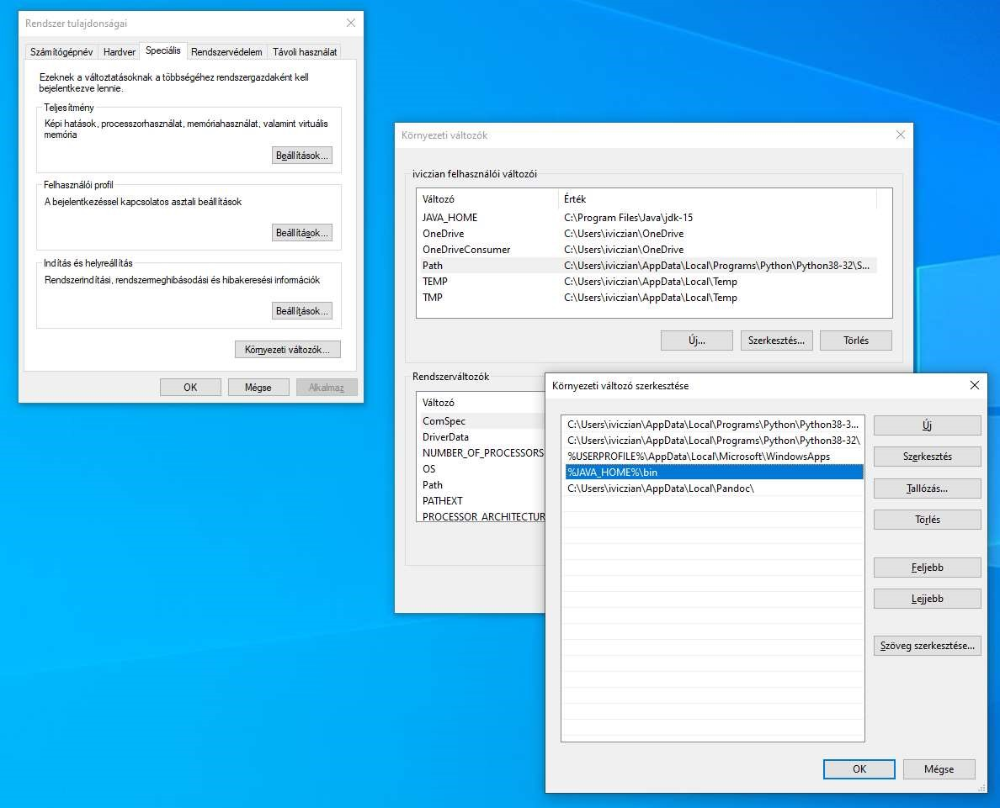 Rendszer tulajdonságai
Számítógépnév Hardver Speciális Rendszervédelem Távoli használat
Ezeknek a változtatásoknak a többségéhez rendszergazdaként kell
bejelentkezve lennie.
Teljesítmény
Képi hatások, processzorhasználat, memóriahasználat, valamint virtuális
memória
Beállítások...
Felhasználói profil
A bejelentkezéssel kapcsolatos asztali beállítások
Beállítások...
Indítás és helyreállítás
Rendszerindítási, rendszermeghibásodási és hibakeresési információk
Beállítások...
Környezeti változók...
OK Mégse Alkalmaz
Környezeti változók
iviczian felhasználói változói
Változó Érték
JAVA_HOME C:\Program Files\Java\jdk-15
OneDrive C:\Users\iviczian\OneDrive
OneDriveConsumer C:\Users\iviczian\OneDrive
Path C:\Users\iviczian\AppData\Local\Programs\Python\Python38-32\S...
TEMP C:\Users\iviczian\AppData\Local\Temp
TMP C:\Users\iviczian\AppData\Local\Temp
Új... Szerkesztés... Törlés
Rendszerváltozók
Változó
ComSpec
DriverData
NUMBER_OF_PROCESSORS
OS
Path
PATHEXT
PROCESSOR_ARCHITECTUR
Környezeti változó szerkesztése
C:\Users\iviczian\AppData\Local\Programs\Python\Python38-3...
C:\Users\iviczian\AppData\Local\Programs\Python\Python38-32\
%USERPROFILE%\AppData\Local\Microsoft\WindowsApps
%JAVA_HOME%\bin
C:\Users\iviczian\AppData\Local\Pandoc\
Új
Szerkesztés
Tallózás...
Törlés
Feljebb
Lejjebb
Szöveg szerkesztése...
OK Mégse